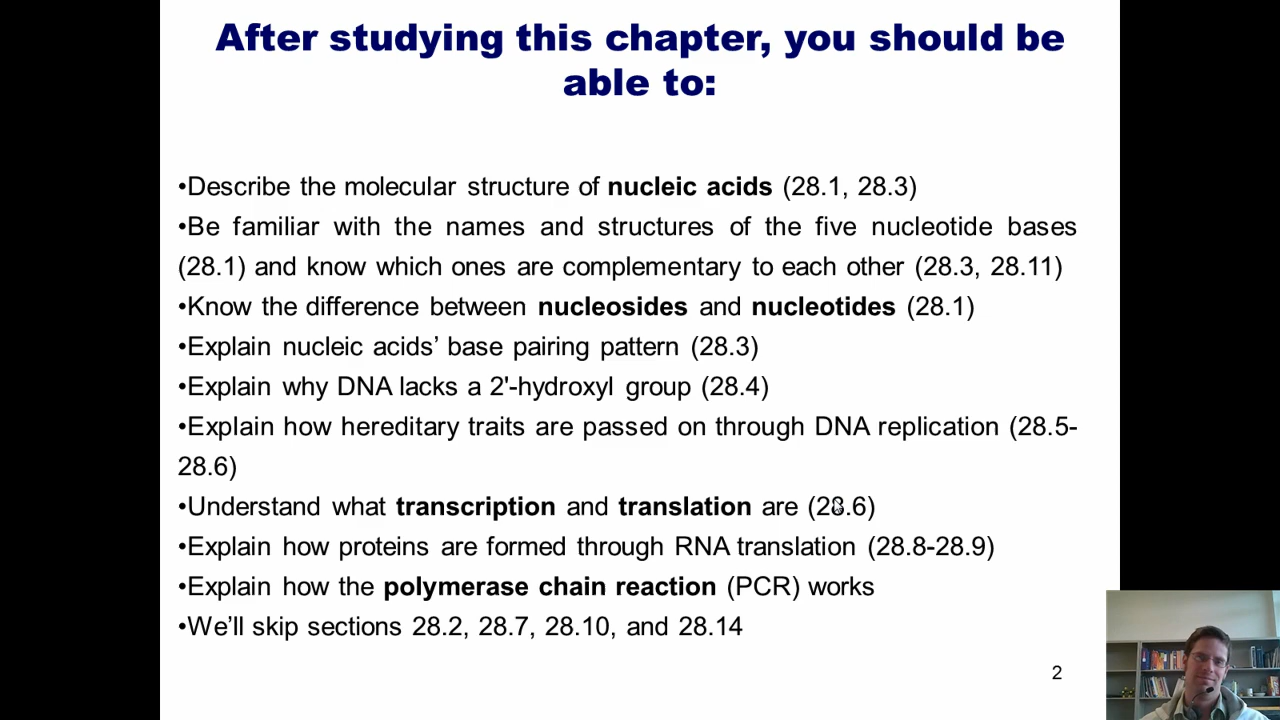 After studying this chapter, you should be
able to:
•Describe the molecular structure of nucleic acids (28.1, 28.3)
•Be familiar with the names and structures of the five nucleotide bases
(28.1) and know which ones are complementary to each other (28.3, 28.11)
•Know the difference between nucleosides and nucleotides (28.1)
•Explain nucleic acids’ base pairing pattern (28.3)
•Explain why DNA lacks a 2'-hydroxyl group (28.4)
•Explain how hereditary traits are passed on through DNA replication (28.5-
28.6)
•Understand what transcription and translation are (28.6)
•Explain how proteins are formed through RNA translation (28.8-28.9)
•Explain how the polymerase chain reaction (PCR) works
•We’ll skip sections 28.2, 28.7, 28.10, and 28.14
2